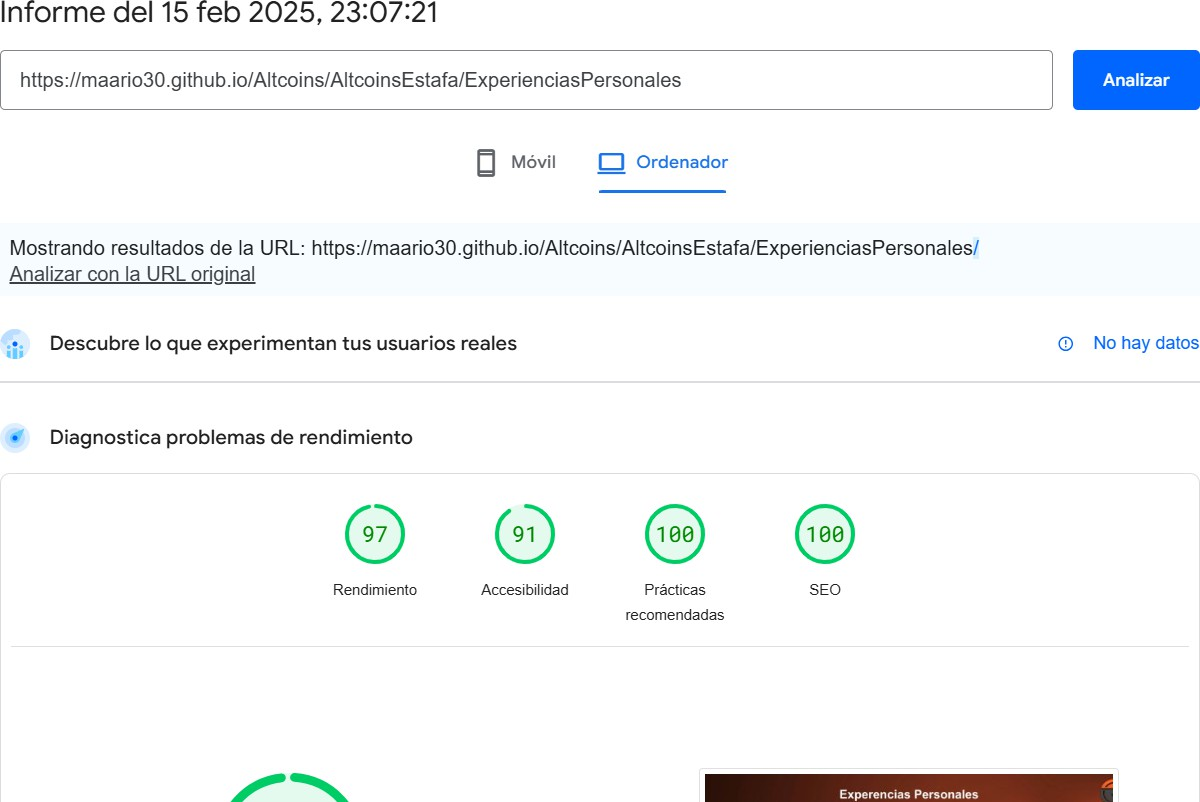 Informe del 15 feb 2025, 23:07:21
https://maario30.github.io/Altcoins/AltcoinsEstafa/ExperienciasPersonales
Analizar
Móvil
Ordenador
Mostrando resultados de la URL: https://maario30.github.io/Altcoins/AltcoinsEstafa/ExperienciasPersonales/
Analizar con la URL original
Descubre lo que experimentan tus usuarios reales
No hay datos
Diagnostica problemas de rendimiento
97
Rendimiento
91
Accesibilidad
100
Prácticas
recomendadas
100
SEO
Experencias Personales